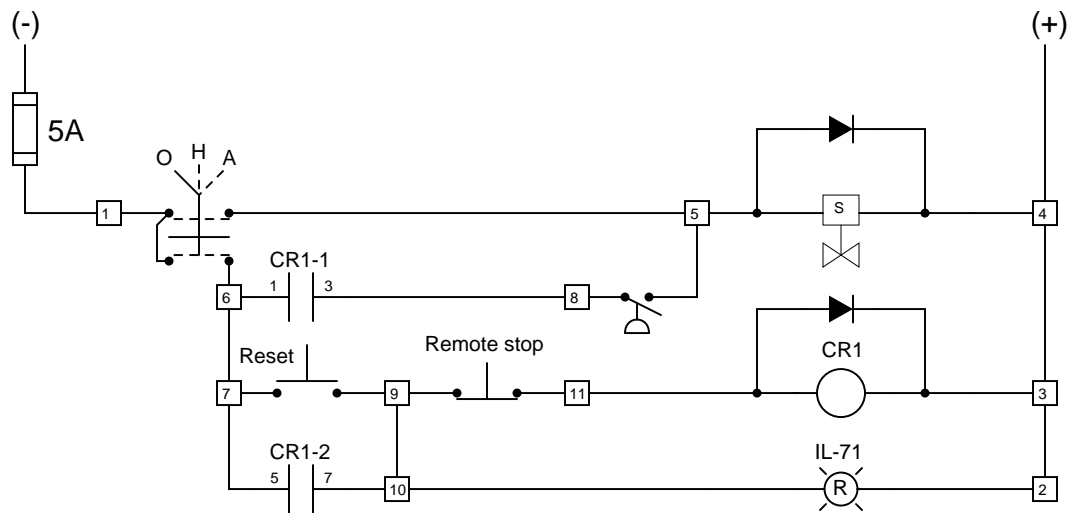 (-) (+)
5A
O H A
1 5 S 4
CR1-1
6 1 3 8
Reset Remote stop CR1
7 9 11 3
CR1-2 IL-71
5 7
10 R 2